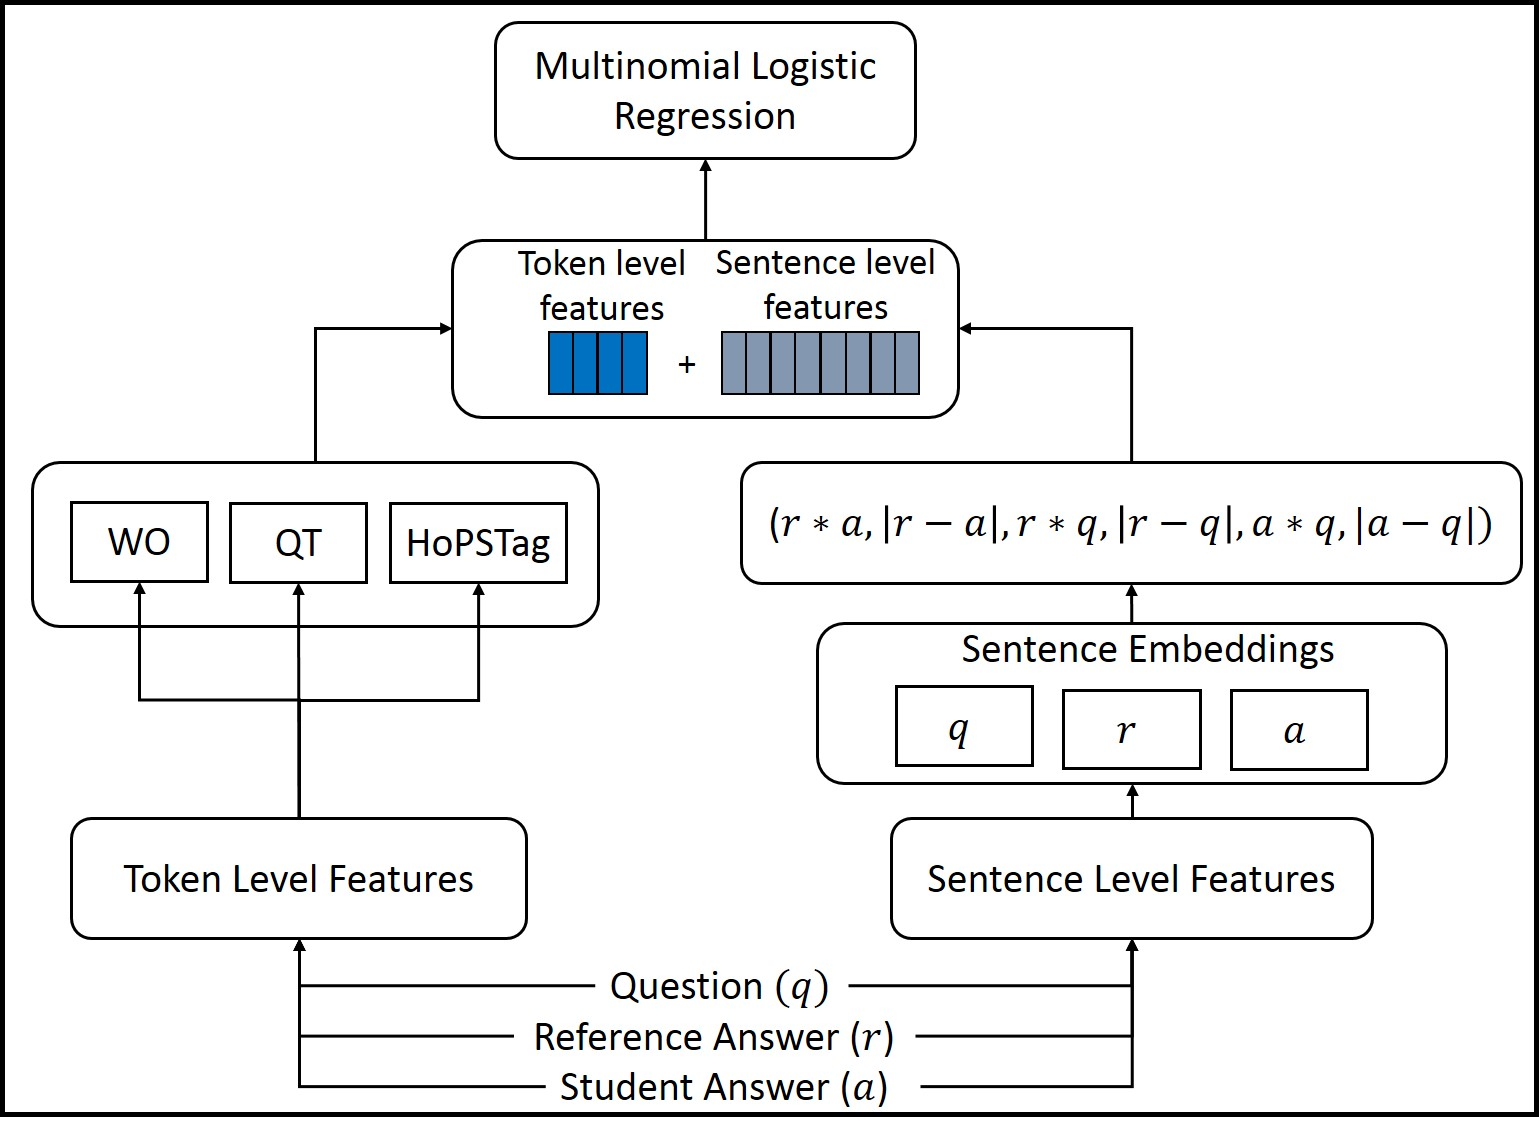 Multinomial Logistic
Regression
Token level
features
Sentence level
features
+
WO
QT
HoPSTag
(r ∗ a, |r − a|, r ∗ q, |r − q|, a ∗ q, |a − q|)
Sentence Embeddings
q
r
a
Token Level Features
Sentence Level Features
Question (q)
Reference Answer (r)
Student Answer (a)